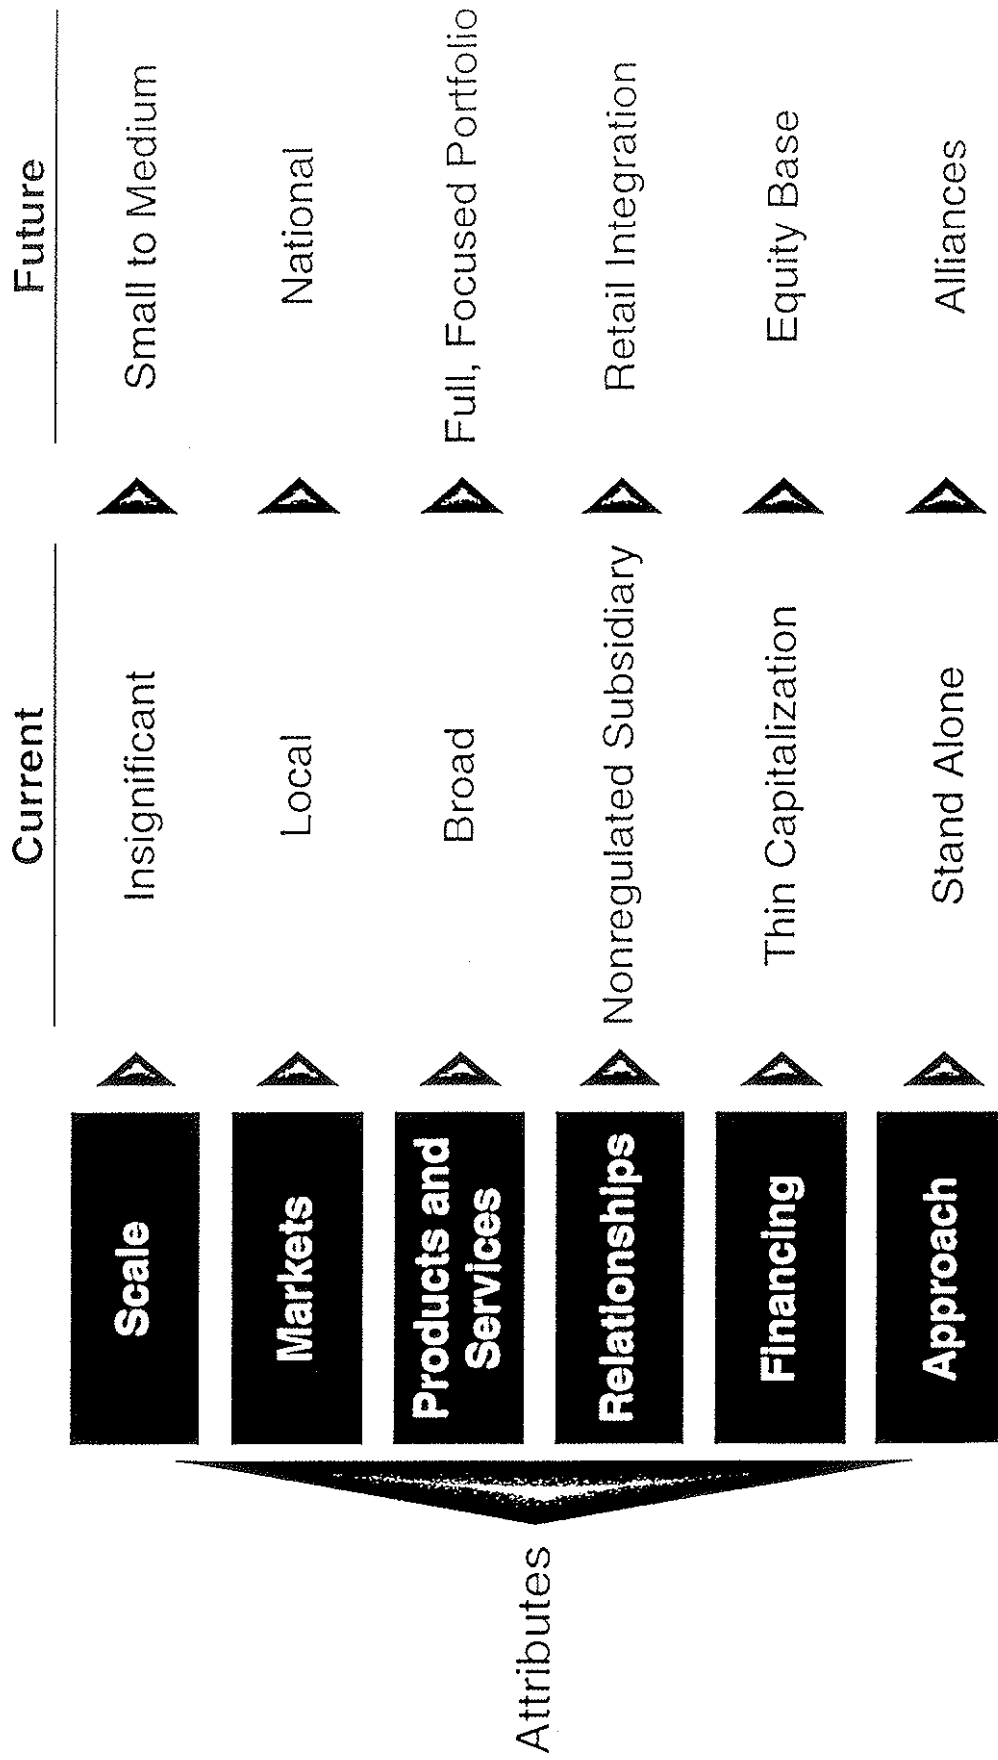 Current
Future
Attributes
Scale
Insignificant
Small to Medium
Markets
Local
National
Products and
Services
Broad
Full, Focused Portfolio
Relationships
Nonregulated Subsidiary
Retail Integration
Financing
Thin Capitalization
Equity Base
Approach
Stand Alone
Alliances